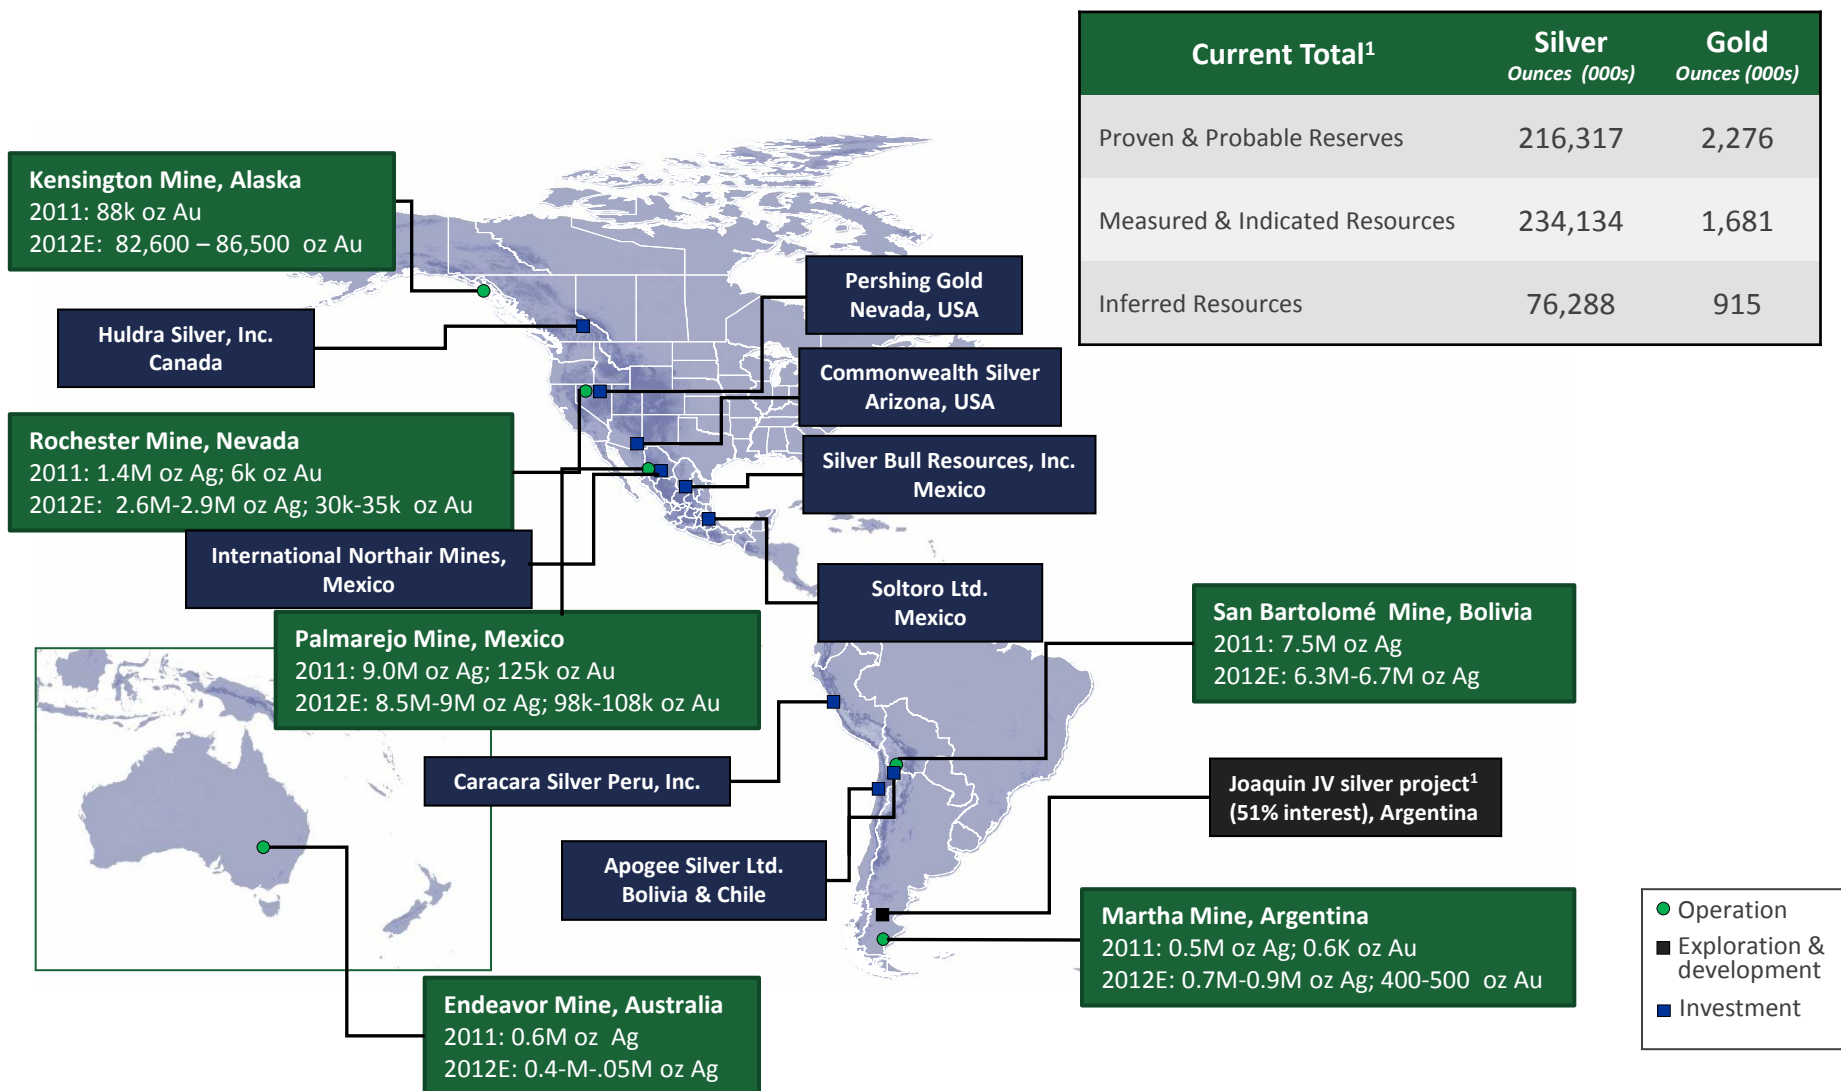 Current Total1
Silver
Ounces (000s)
Gold
Ounces (000s)
Proven & Probable Reserves 216,317 2,276
Measured & Indicated Resources 234,134 1,681
Inferred Resources 76,288 915
Kensington Mine, Alaska
2011: 88k oz Au
2012E: 82,600 – 86,500 oz Au
Pershing Gold
Nevada, USA
Huldra Silver, Inc.
Canada
Commonwealth Silver
Arizona, USA
Rochester Mine, Nevada
2011: 1.4M oz Ag; 6k oz Au
2012E: 2.6M-2.9M oz Ag; 30k-35k oz Au
Silver Bull Resources, Inc.
Mexico
International Northair Mines,
Mexico
Soltoro Ltd.
Mexico
San Bartolomé Mine, Bolivia
2011: 7.5M oz Ag
2012E: 6.3M-6.7M oz Ag
Palmarejo Mine, Mexico
2011: 9.0M oz Ag; 125k oz Au
2012E: 8.5M-9M oz Ag; 98k-108k oz Au
Caracara Silver Peru, Inc.
Joaquin JV silver project1
(51% interest), Argentina
Apogee Silver Ltd.
Bolivia & Chile
Martha Mine, Argentina
2011: 0.5M oz Ag; 0.6K oz Au
2012E: 0.7M-0.9M oz Ag; 400-500 oz Au
Endeavor Mine, Australia
2011: 0.6M oz Ag
2012E: 0.4-M-.05M oz Ag
Operation
Exploration &
development
Investment